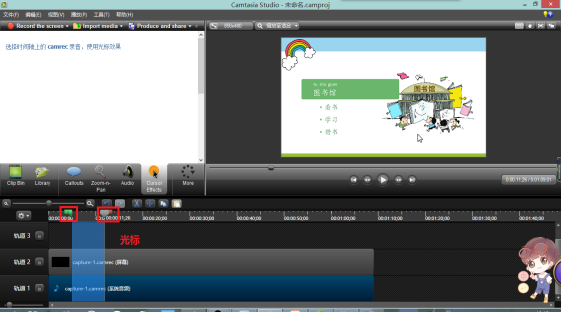 Camtasia Studio - 未命名.camproj
文件(F) 编辑(E) 视图(V) 播放(P) 工具(T) 帮助(H)
Record the screen Import media Produce and share
缩放至适合
选择时间轴上的 camrec 录音，使用光标效果
图书馆
图书馆
• 看书
• 学习
• 借书
Clip Bin Library Callouts Zoom-n-Pan Audio Cursor Effects More
0:00:11;26 / 0:01:09;01
00:00:00;00 00:00:11;26 00:00:20;00 00:00:30;00 00:00:40;00 00:00:50;00 00:01:00;00 00:01:10;00 00:01:20;00 00:01:30;00 00:01:40;00
光标
轨道 3
轨道 2 capture-1.camrec (屏幕)
轨道 1 capture-1.camrec (系统音频)